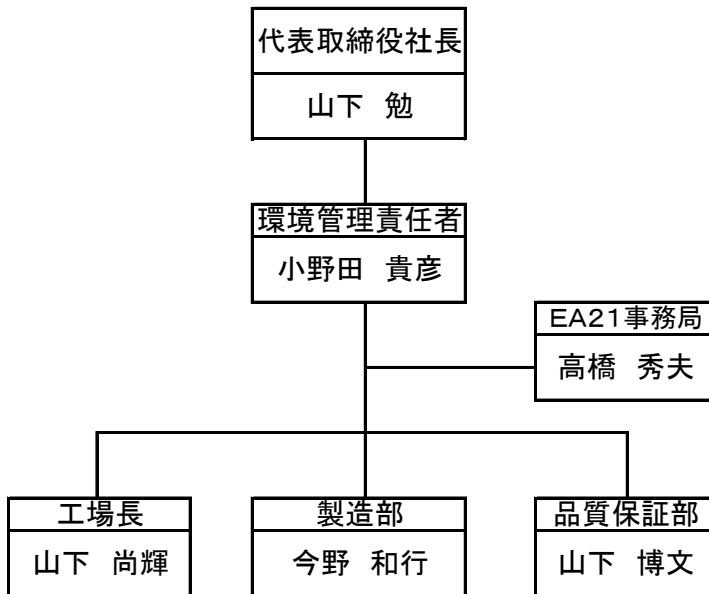 代表取締役社長
山下　勉
環境管理責任者
小野田　貴彦
EA21事務局
高橋　秀夫
工場長
山下　尚輝
製造部
今野　和行
品質保証部
山下　博文